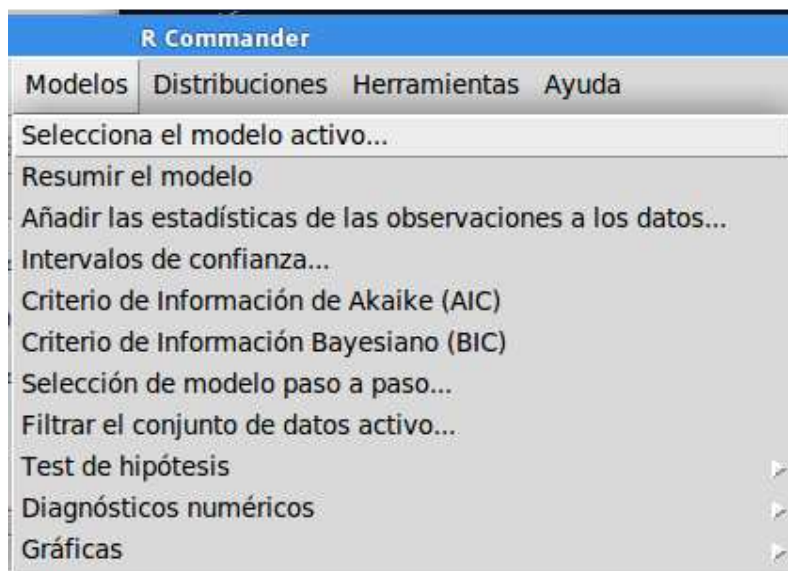 R Commander
Modelos Distribuciones Herramientas Ayuda
Selecciona el modelo activo...
Resumir el modelo
Añadir las estadísticas de las observaciones a los datos...
Intervalos de confianza...
Criterio de Información de Akaike (AIC)
Criterio de Información Bayesiano (BIC)
Selección de modelo paso a paso...
Filtrar el conjunto de datos activo...
Test de hipótesis
Diagnósticos numéricos
Gráficas